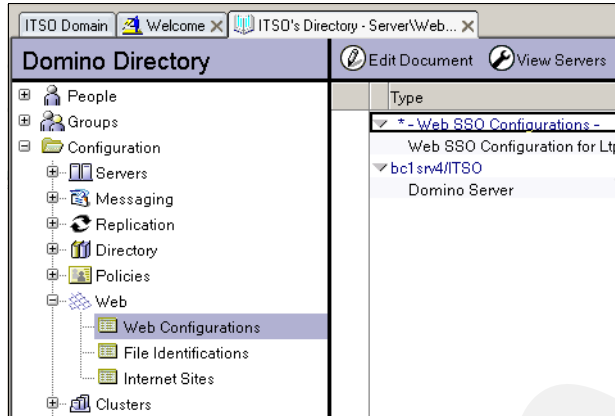 ITSO Domain Welcome ITSO's Directory - Server\Web...
Domino Directory
Edit Document View Servers
People
Groups
Configuration
Servers
Messaging
Replication
Directory
Policies
Web
Web Configurations
File Identifications
Internet Sites
Clusters
Type
* - Web SSO Configurations -
Web SSO Configuration for Ltp
bc1srv4/ITSO
Domino Server